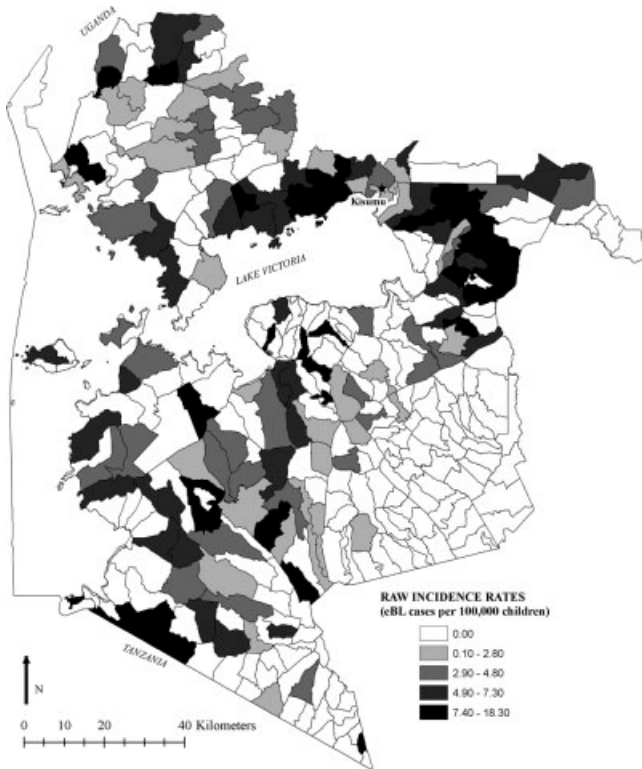 UGANDA
Kisumu
LAKE VICTORIA
RAW INCIDENCE RATES
(eBL cases per 100,000 children)
0.00
0.10 - 2.80
2.90 - 4.80
4.90 - 7.30
7.40 - 18.30
TANZANIA
N
0 10 20 40 Kilometers